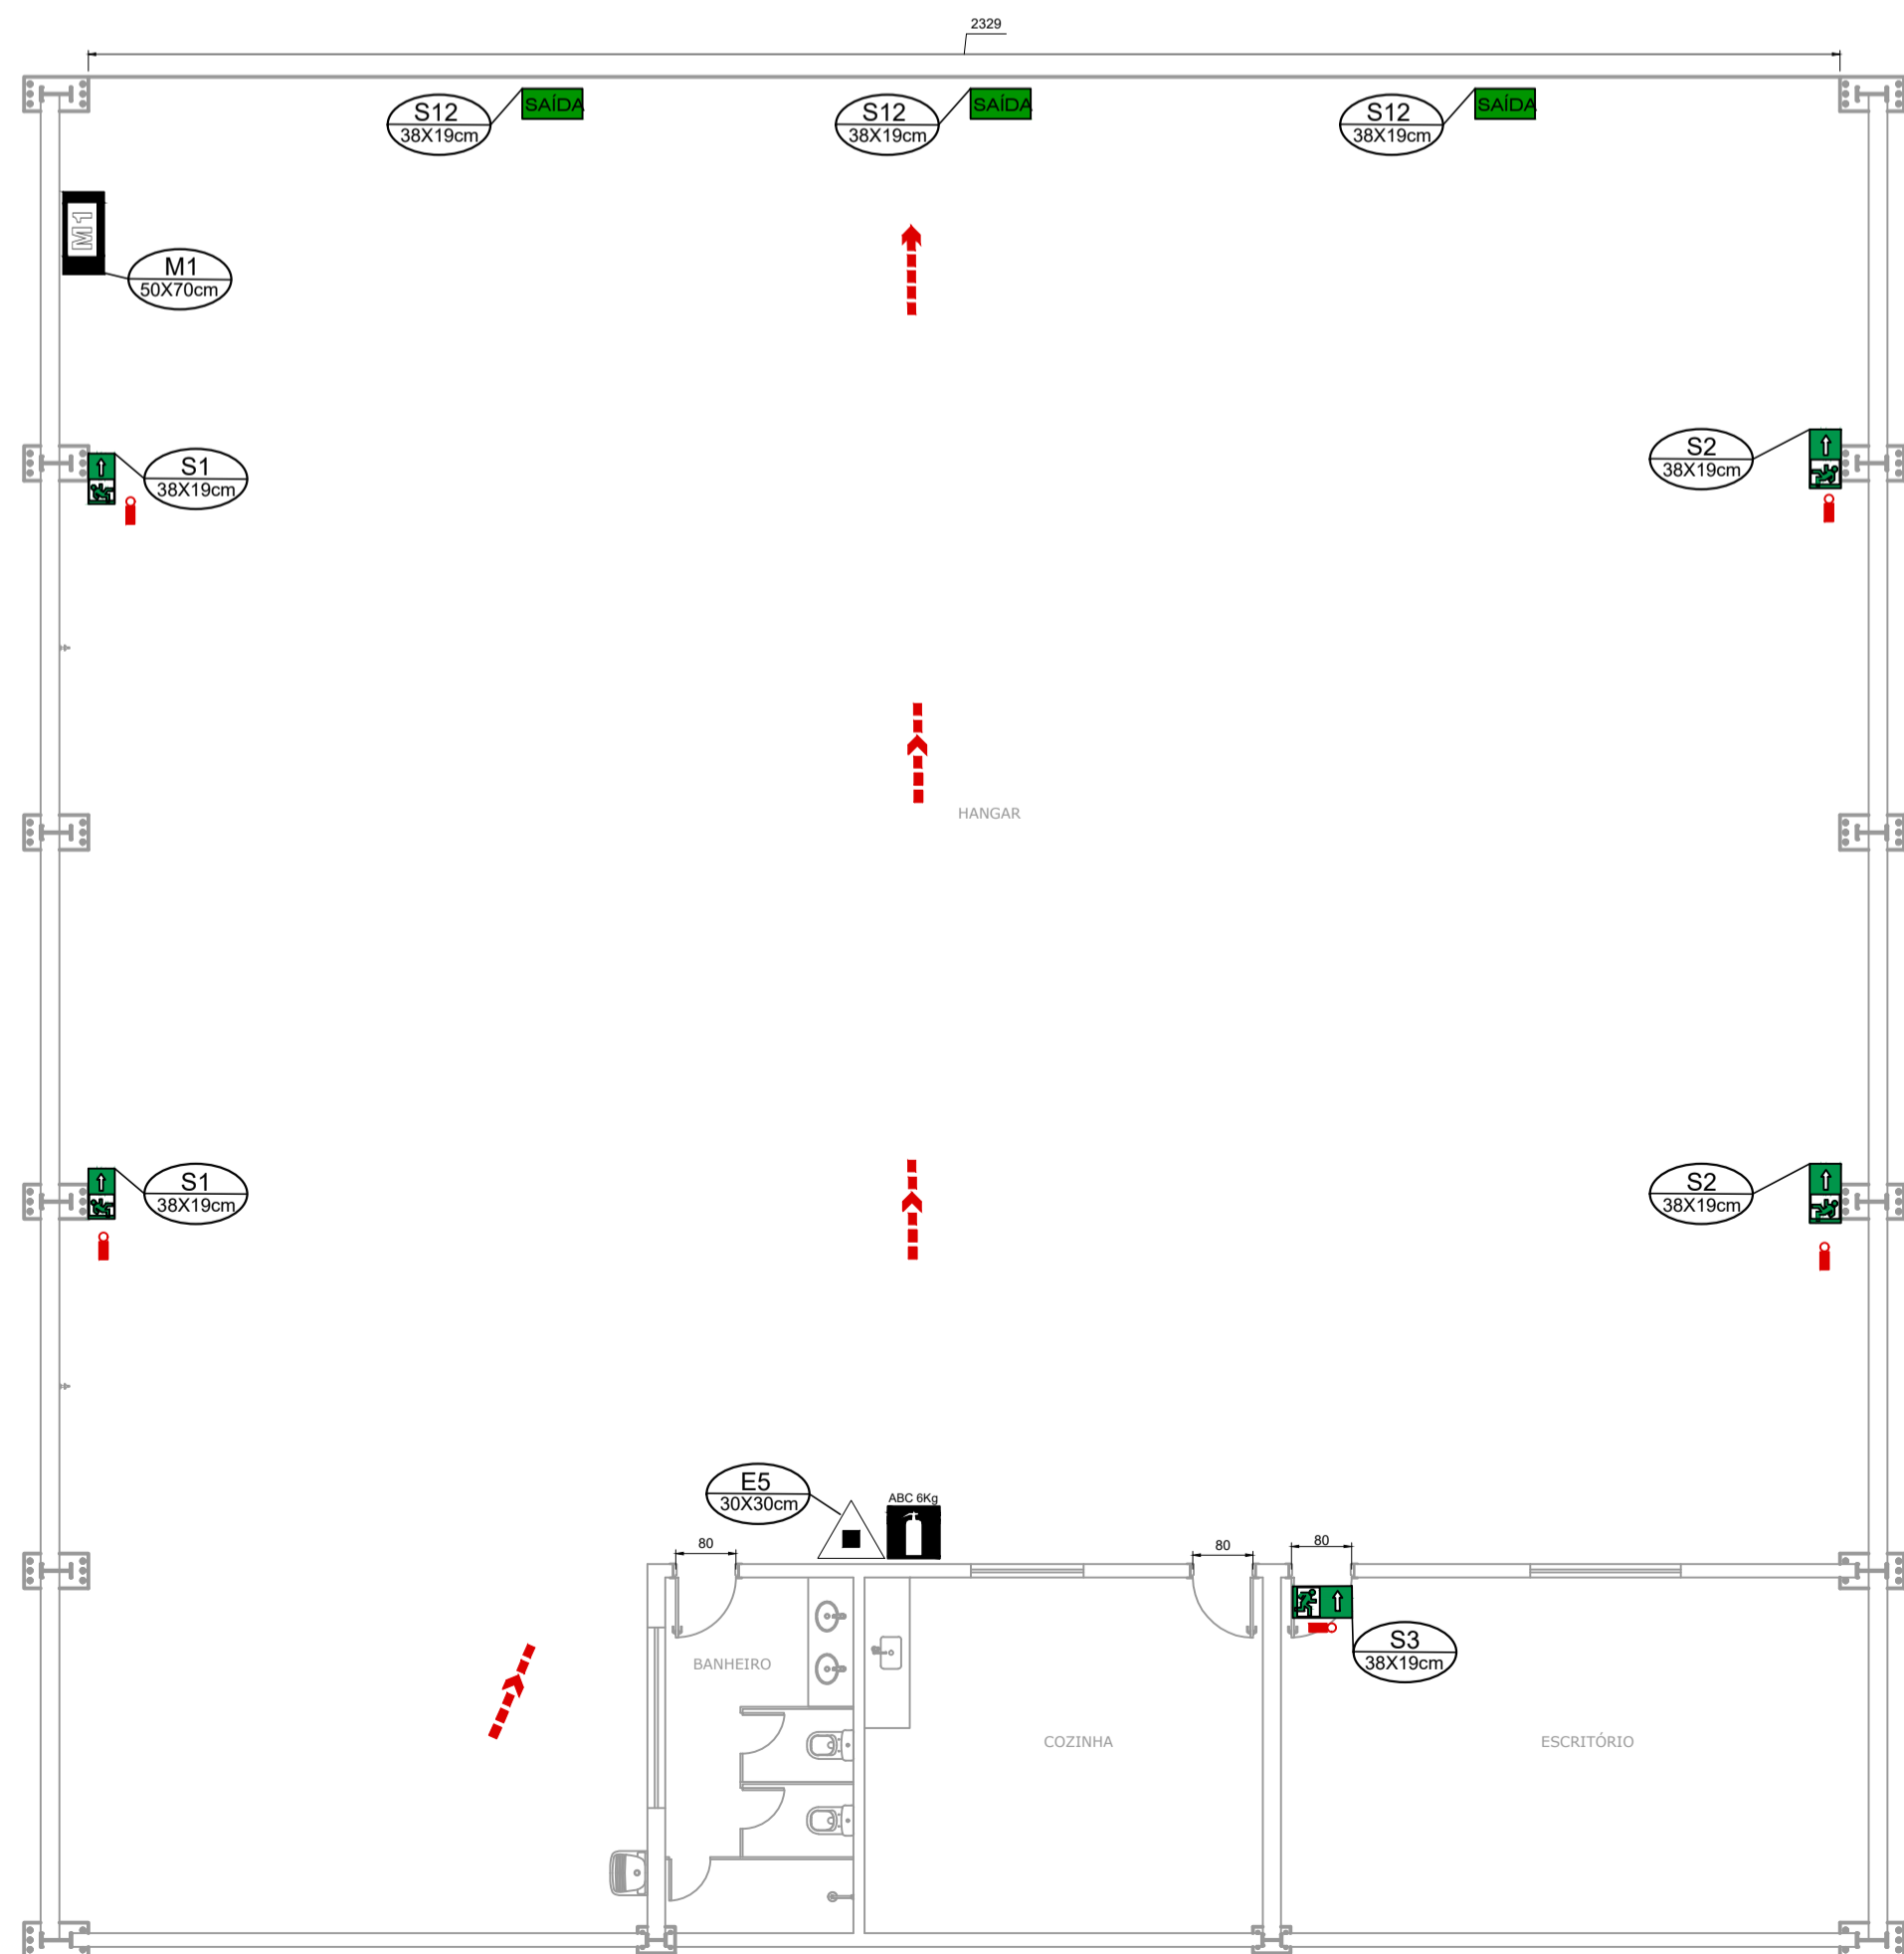 2329
S12
38X19cm
SAÍDA
S12
38X19cm
SAÍDA
S12
38X19cm
SAÍDA
M1
M1
50X70cm
S1
38X19cm
S2
38X19cm
HANGAR
S1
38X19cm
S2
38X19cm
E5
30X30cm
ABC 6Kg
80
80
80
S3
38X19cm
BANHEIRO
COZINHA
ESCRITÓRIO